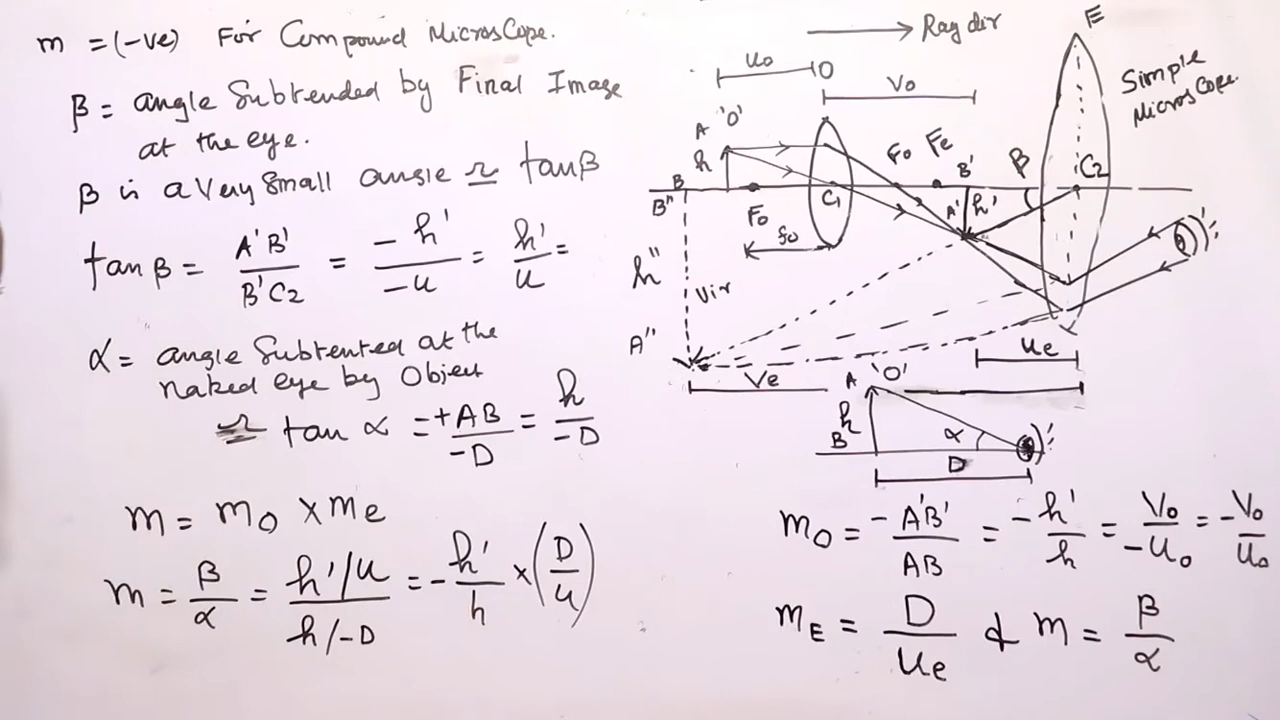 m = (-ve) For Compound MicrosCope.
β = angle Subtended by Final Image
at the eye.
β is a Very Small angle ≃ tanβ
tan β = A'B' / B'C2 = -h' / -u = h' / u =
α = angle Subtented at the
naked eye by Object
≃ tan α = +AB / -D = h / -D
m = mO x me
m = β / α = h'/u / h/-D = - h' / h × (D / u)
→ Ray dir
E
Simple
MicrosCope.
uo
O
Vo
A 'O'
h
B
B"
Fo
fo
C1
Fo
Fe
B'
A'
h'
β
C2
h"
Vir
A"
Ve
ue
A 'O'
h
B
α
D
mO = - A'B' / AB = - h' / h = Vo / -uo = - Vo / uo
mE = D / ue & m = β / α